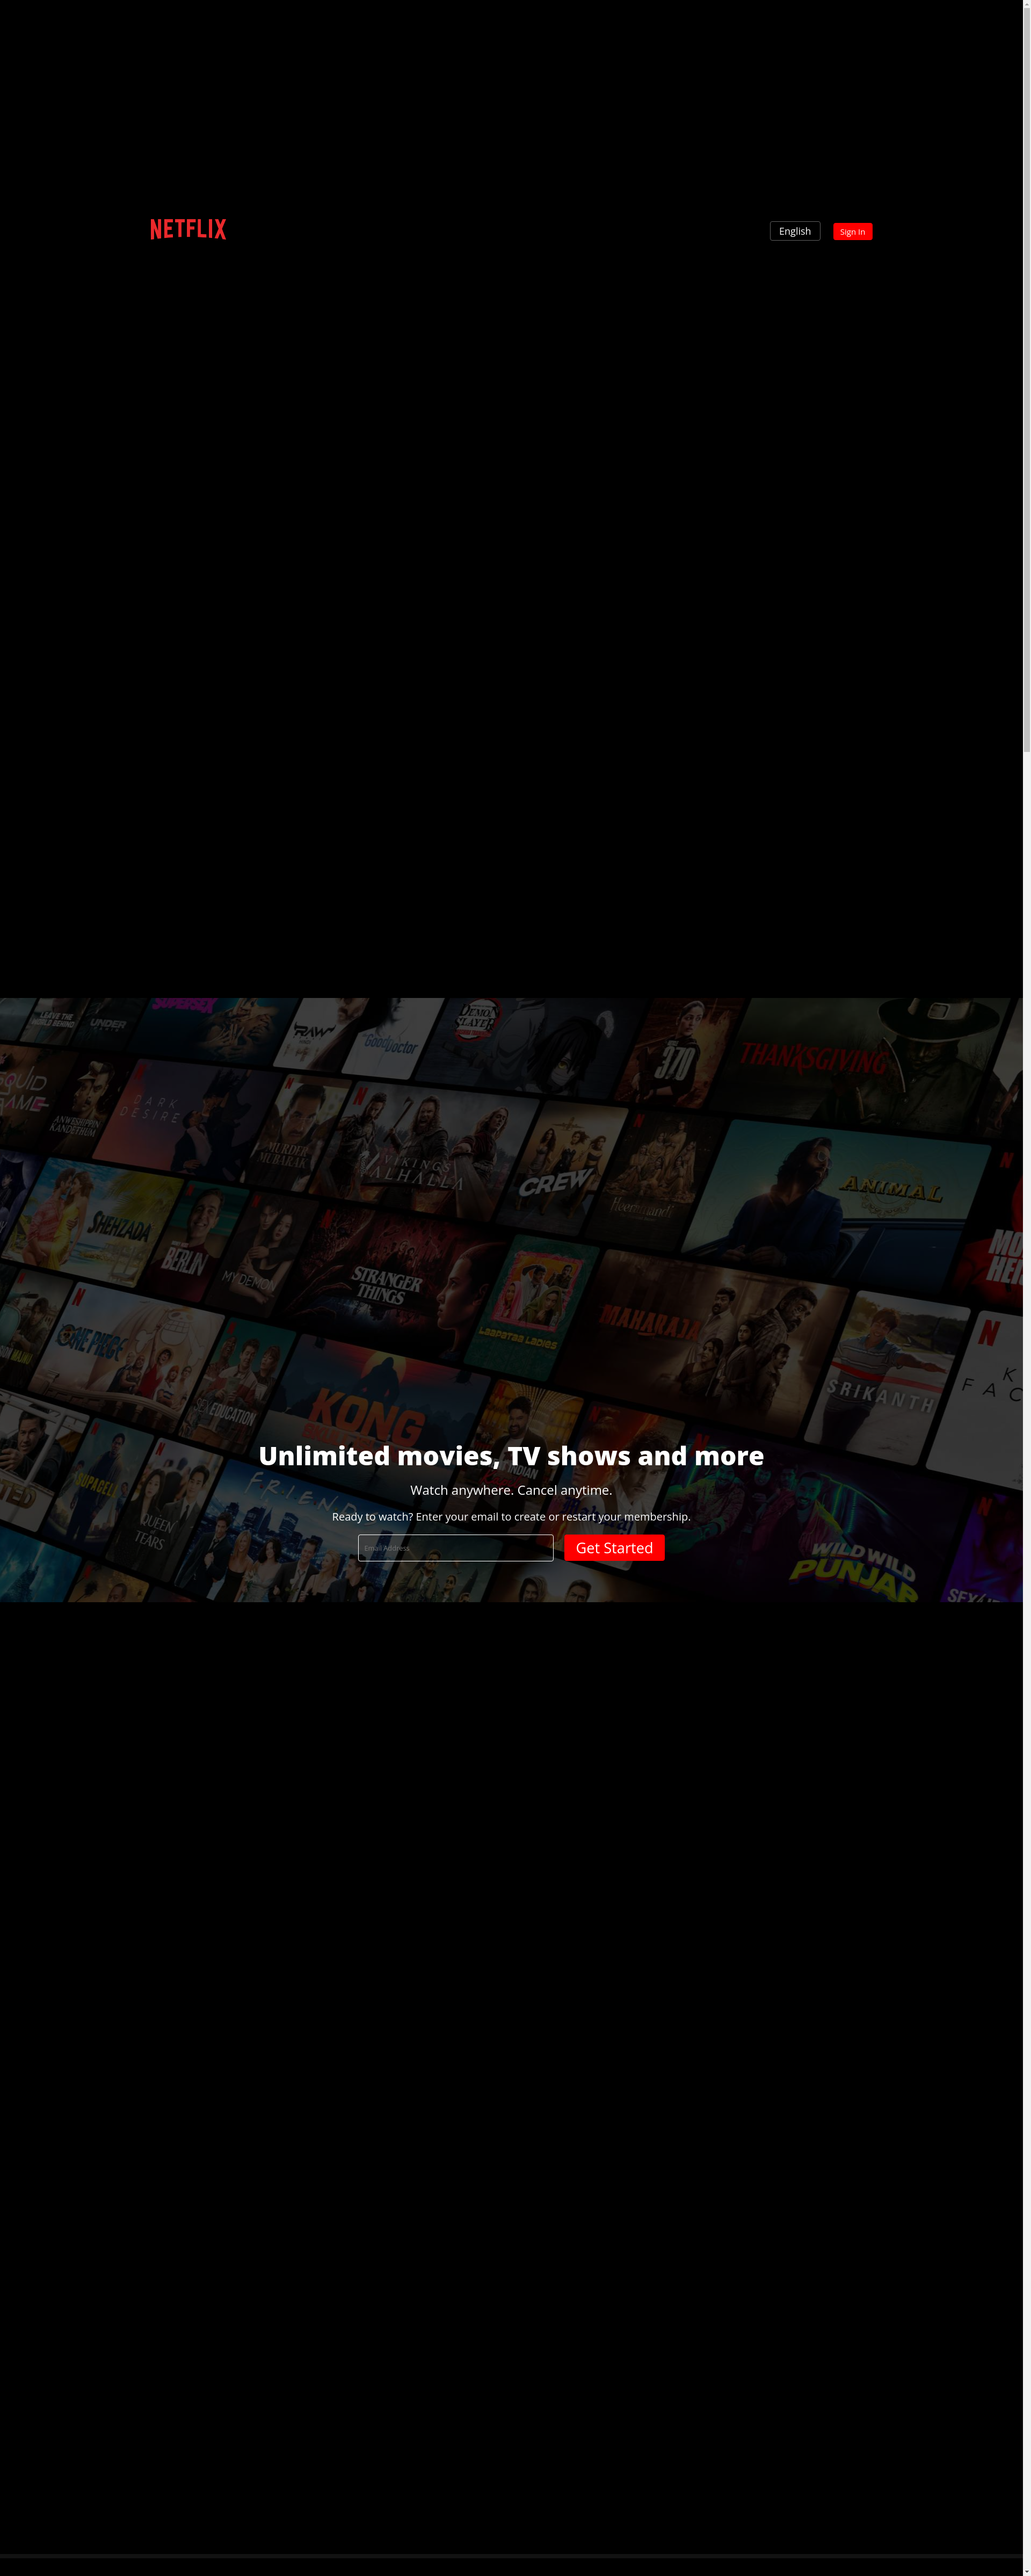 NETFLIX
English
Sign In
LEAVE THE
WORLD BEHIND
UNDER
SUPERSEX
RAW
Good Doctor
DEMON
SLAYER
370
THANKSGIVING
SQUID
GAME
ANWESHIPPIN
KANDETHUM
DARK
DESIRE
MURDER
MUBARAK
VIKINGS
VALHALLA
CREW
Heeramandi
ANIMAL
SHEHZADA
BERLIN
MY DEMON
STRANGER
THINGS
Laapataa Ladies
MAHARAJA
SRIKANTH
ONE PIECE
SEX EDUCATION
KONG
Unlimited movies, TV shows and more
Watch anywhere. Cancel anytime.
Ready to watch? Enter your email to create or restart your membership.
Email Address
Get Started
SUPACELL
QUEEN
OF
TEARS
FRIENDS
WILD WILD
PUNJAB